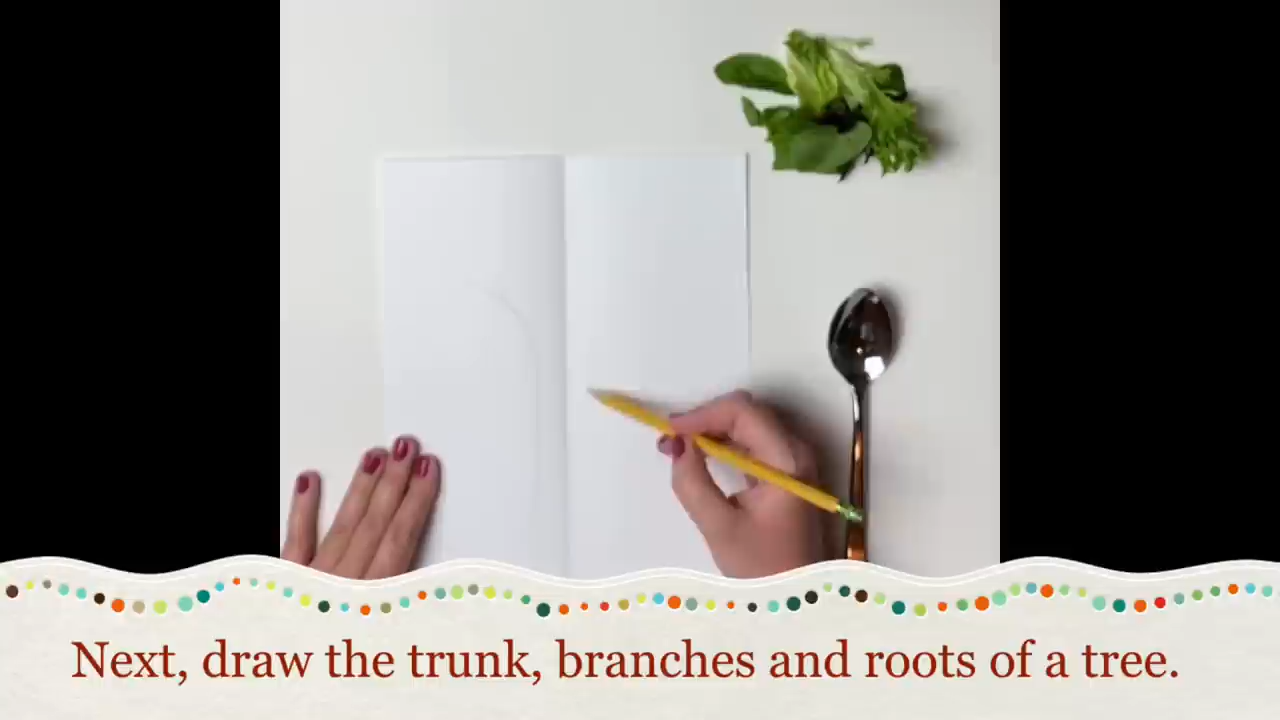 Next, draw the trunk, branches and roots of a tree.